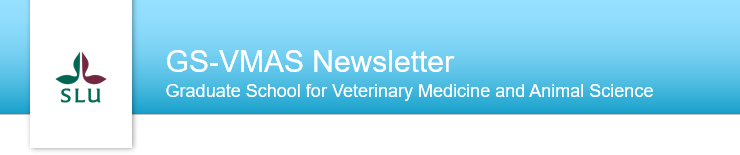 GS-VMAS Newsletter
Graduate School for Veterinary Medicine and Animal Science
SLU